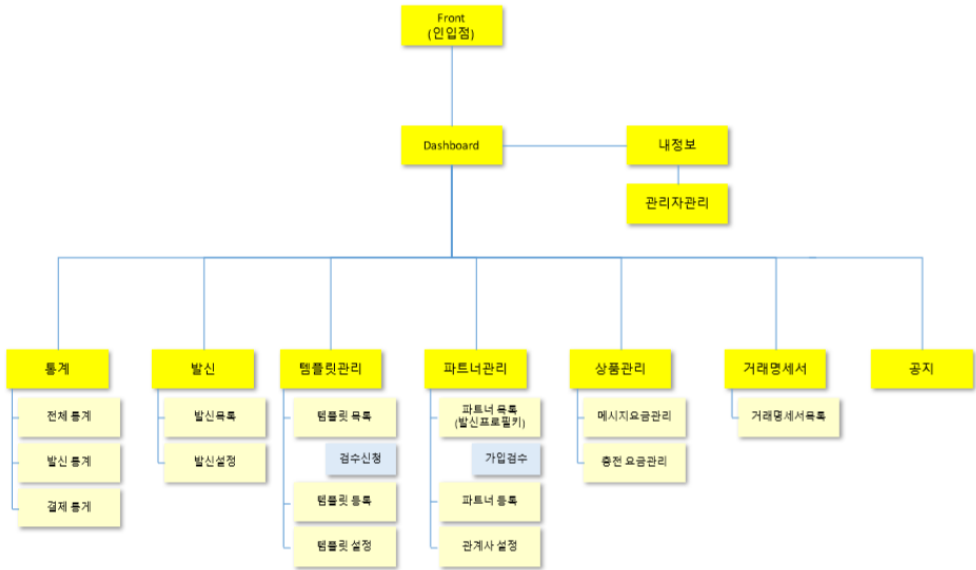 Front
(인입점)
Dashboard
내정보
관리자관리
통계
발신
템플릿관리
파트너관리
상품관리
거래명세서
공지
전체 통계
발신 통계
결제 통게
발신목록
발신설정
템플릿 목록
검수신청
템플릿 등록
템플릿 설정
파트너 목록
(발신프로필키)
가입검수
파트너 등록
관계사 설정
메시지요금관리
충전 요금관리
거래명세서목록